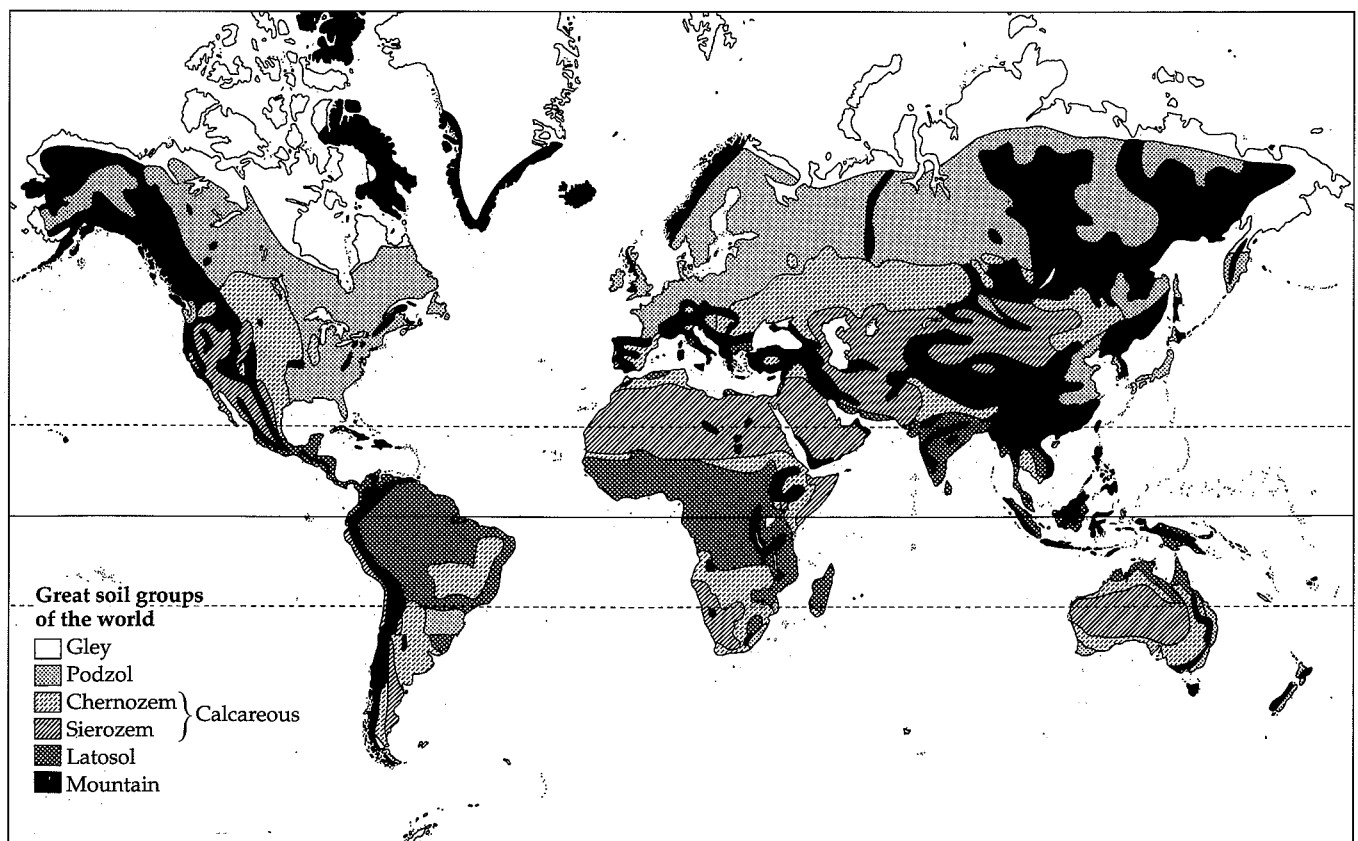 Great soil groups
of the world
Gley
Podzol
Chernozem
Calcareous
Sierozem
Latosol
Mountain